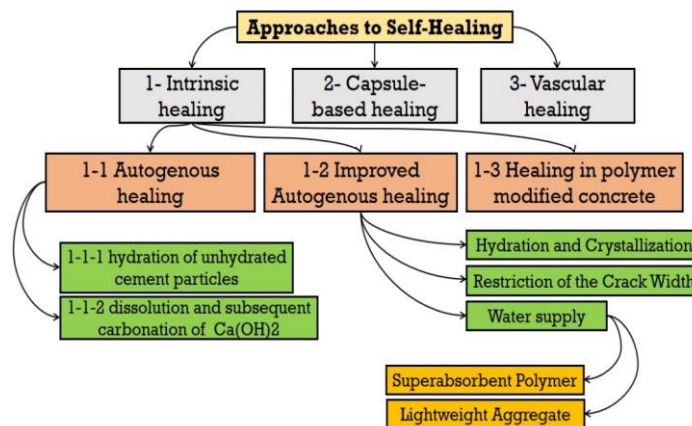 Approaches to Self-Healing
1- Intrinsic
healing
2- Capsule-
based healing
3- Vascular
healing
1-1 Autogenous
healing
1-2 Improved
Autogenous healing
1-3 Healing in polymer
modified concrete
1-1-1 hydration of unhydrated
cement particles
1-1-2 dissolution and subsequent
carbonation of Ca(OH)2
Hydration and Crystallization
Restriction of the Crack Width
Water supply
Superabsorbent Polymer
Lightweight Aggregate